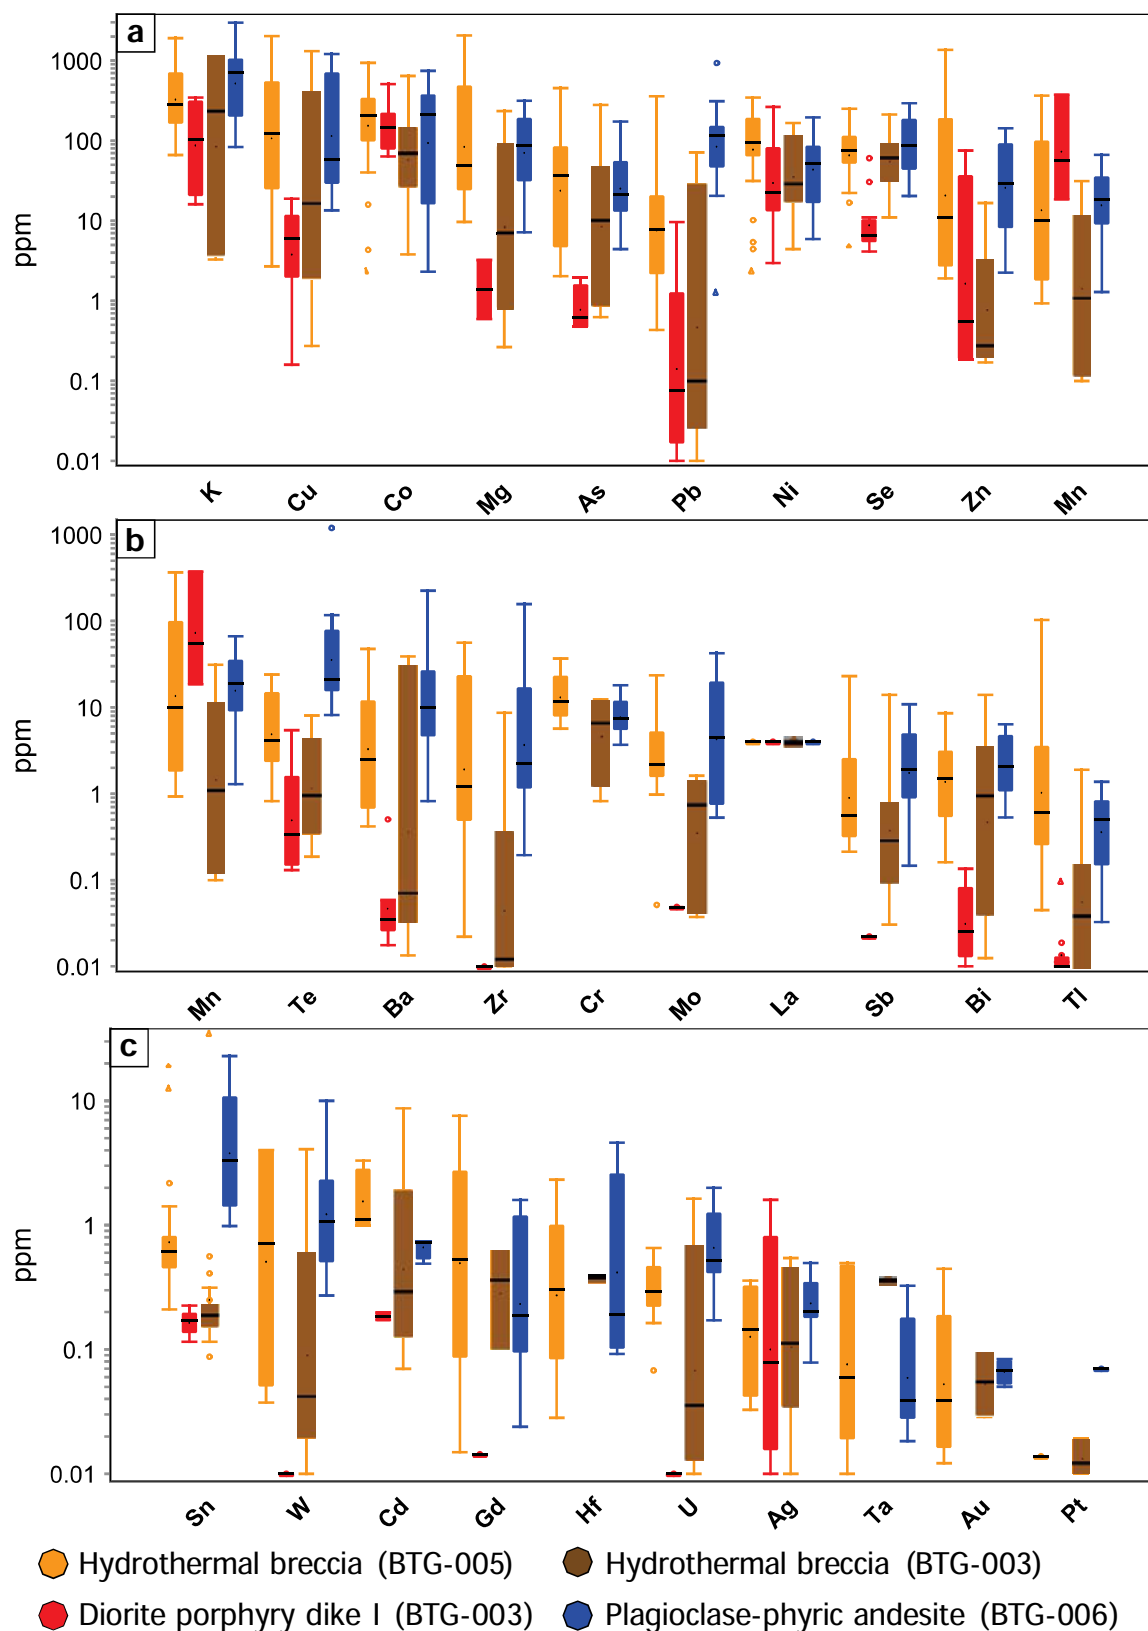 a
1000
100
10
1
0.1
0.01
ppm
K Cu Co Mg As Pb Ni Se Zn Mn
b
1000
100
10
1
0.1
0.01
ppm
Mn Te Ba Zr Cr Mo La Sb Bi Tl
c
10
1
0.1
0.01
ppm
Sn W Cd Gd Hf U Ag Ta Au Pt
Hydrothermal breccia (BTG-005) Hydrothermal breccia (BTG-003)
Diorite porphyry dike I (BTG-003) Plagioclase-phyric andesite (BTG-006)